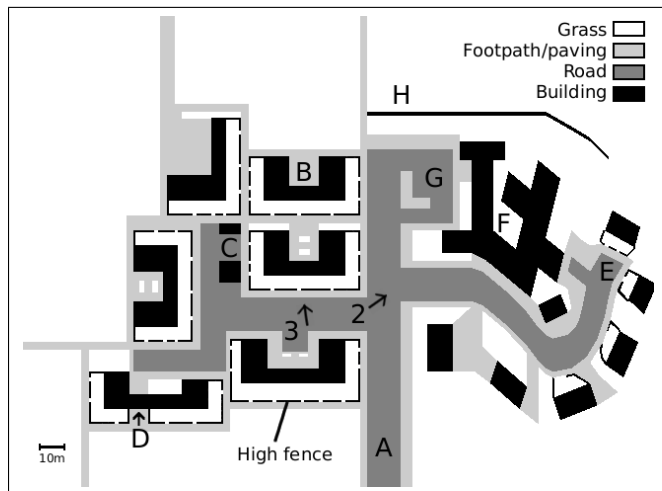 Grass
Footpath/paving
Road
Building
H
B
G
F
C
E
2
3
D
A
High fence
10m